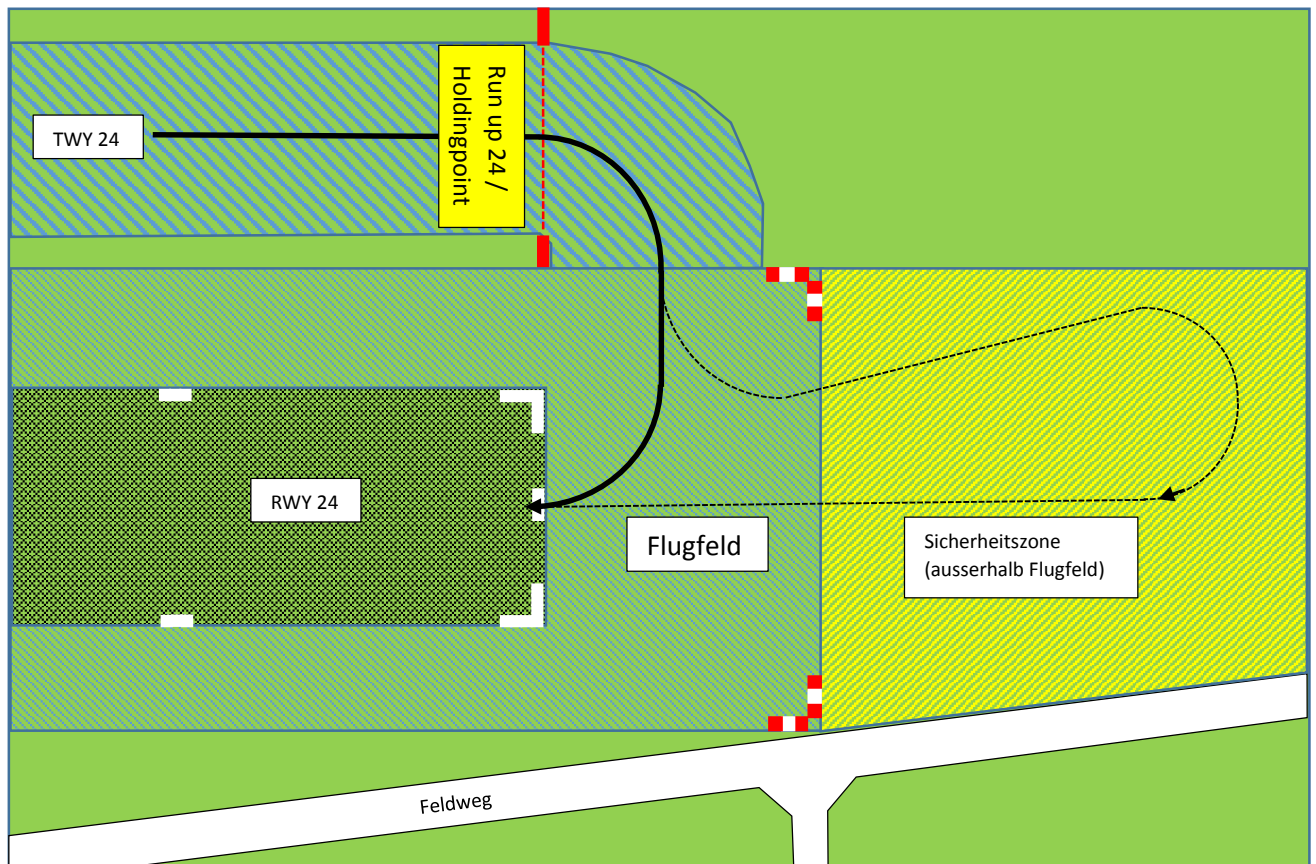 TWY 24
Run up 24 /
Holdingpoint
RWY 24
Flugfeld
Sicherheitszone
(ausserhalb Flugfeld)
Feldweg